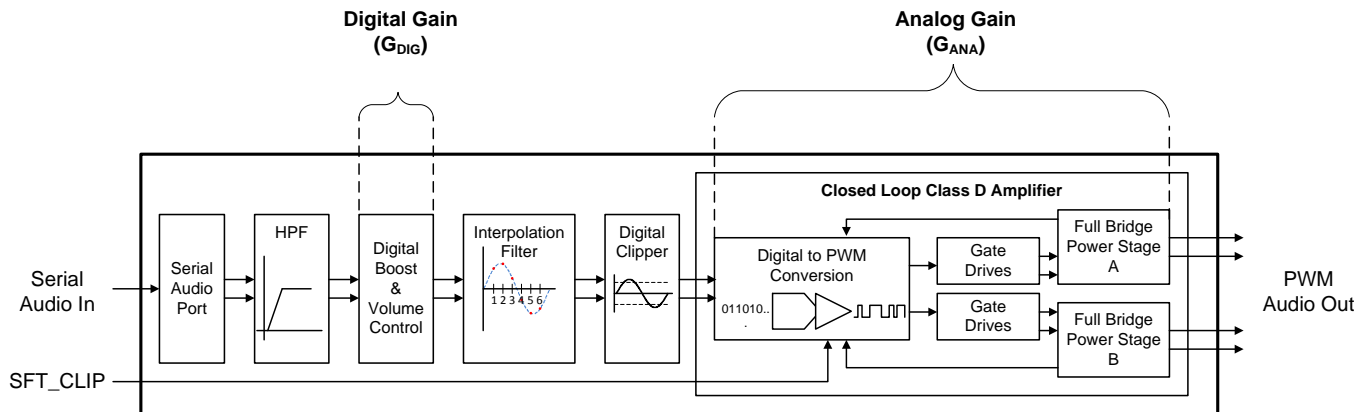 Digital Gain
(GDIG)
Analog Gain
(GANA)
Closed Loop Class D Amplifier
Serial
Audio In
Serial
Audio
Port
HPF
Digital
Boost
&
Volume
Control
Interpolation
Filter
1 2 3 4 5 6
Digital
Clipper
Digital to PWM
Conversion
011010..
.
Gate
Drives
Gate
Drives
Full Bridge
Power Stage
A
Full Bridge
Power Stage
B
PWM
Audio Out
SFT_CLIP